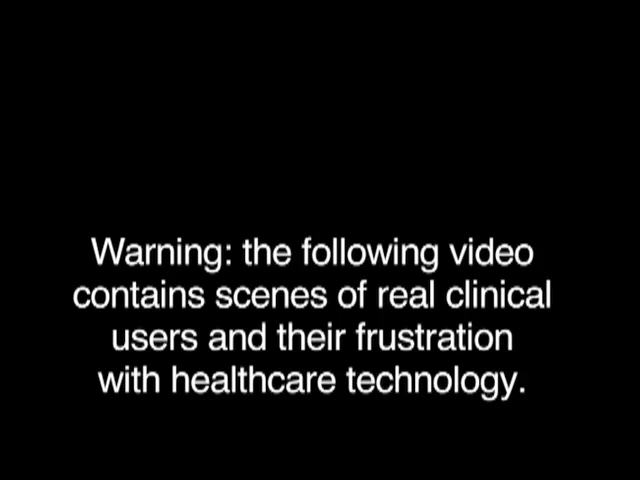 Warning: the following video
contains scenes of real clinical
users and their frustration
with healthcare technology.